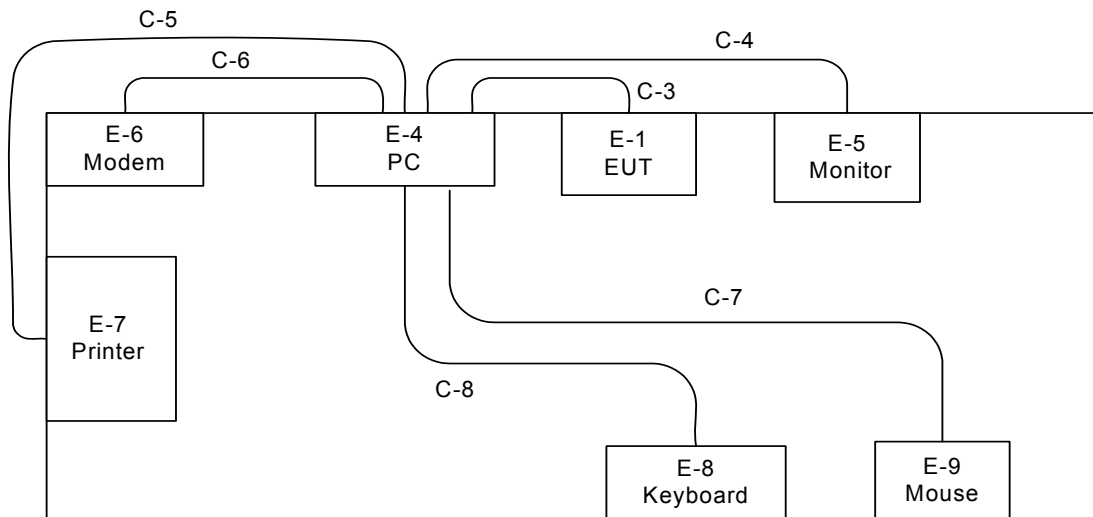 C-5
C-6
C-4
C-3
E-6
Modem
E-4
PC
E-1
EUT
E-5
Monitor
E-7
Printer
C-7
C-8
E-8
Keyboard
E-9
Mouse